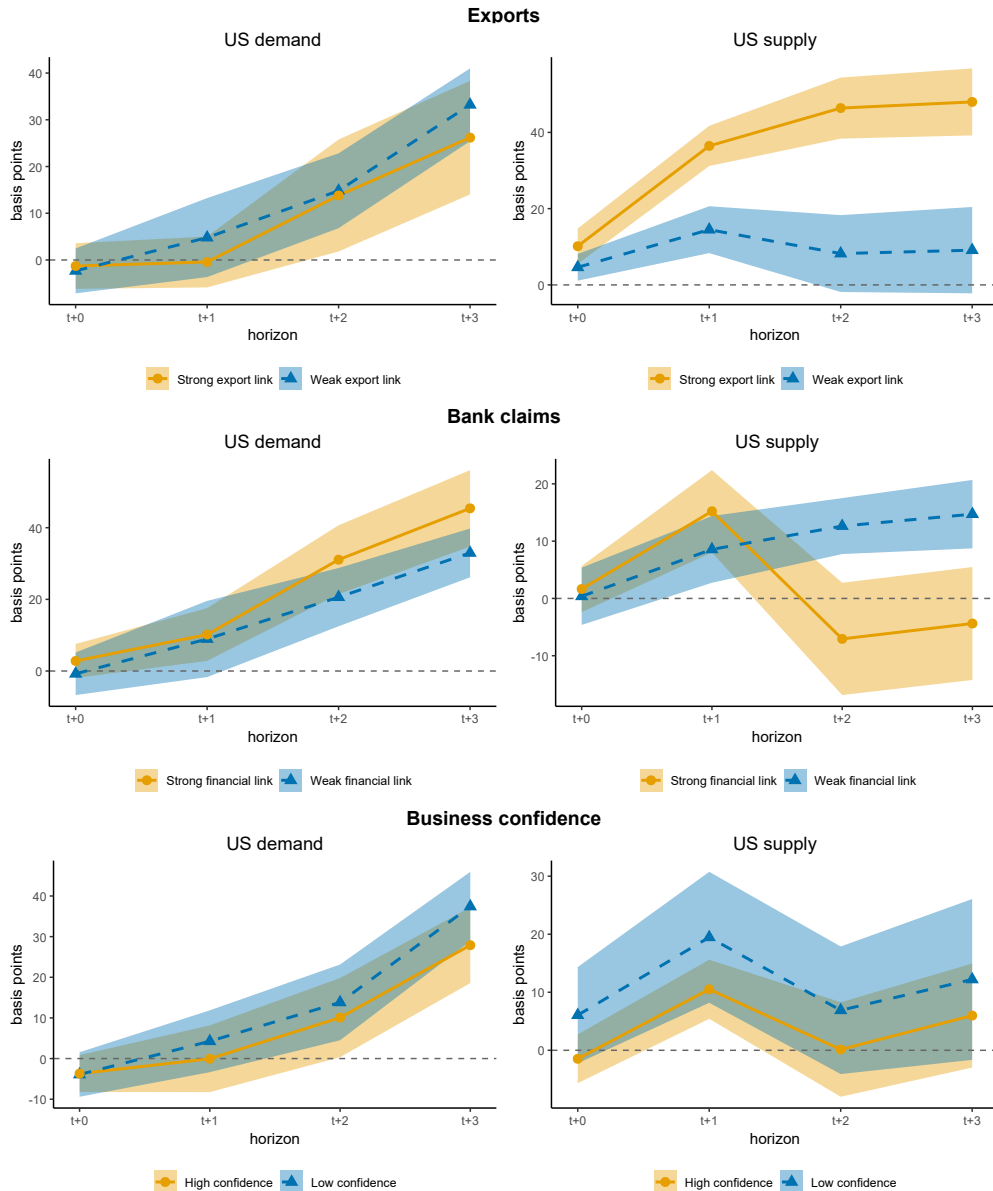 Exports
US demand
US supply
basis points
40
30
20
10
0
t+0 t+1 t+2 t+3
horizon
basis points
40
20
0
t+0 t+1 t+2 t+3
horizon
Strong export link Weak export link
Strong export link Weak export link
Bank claims
US demand
US supply
basis points
40
20
0
t+0 t+1 t+2 t+3
horizon
basis points
20
10
0
-10
t+0 t+1 t+2 t+3
horizon
Strong financial link Weak financial link
Strong financial link Weak financial link
Business confidence
US demand
US supply
basis points
40
30
20
10
0
-10
t+0 t+1 t+2 t+3
horizon
basis points
30
20
10
0
t+0 t+1 t+2 t+3
horizon
High confidence Low confidence
High confidence Low confidence